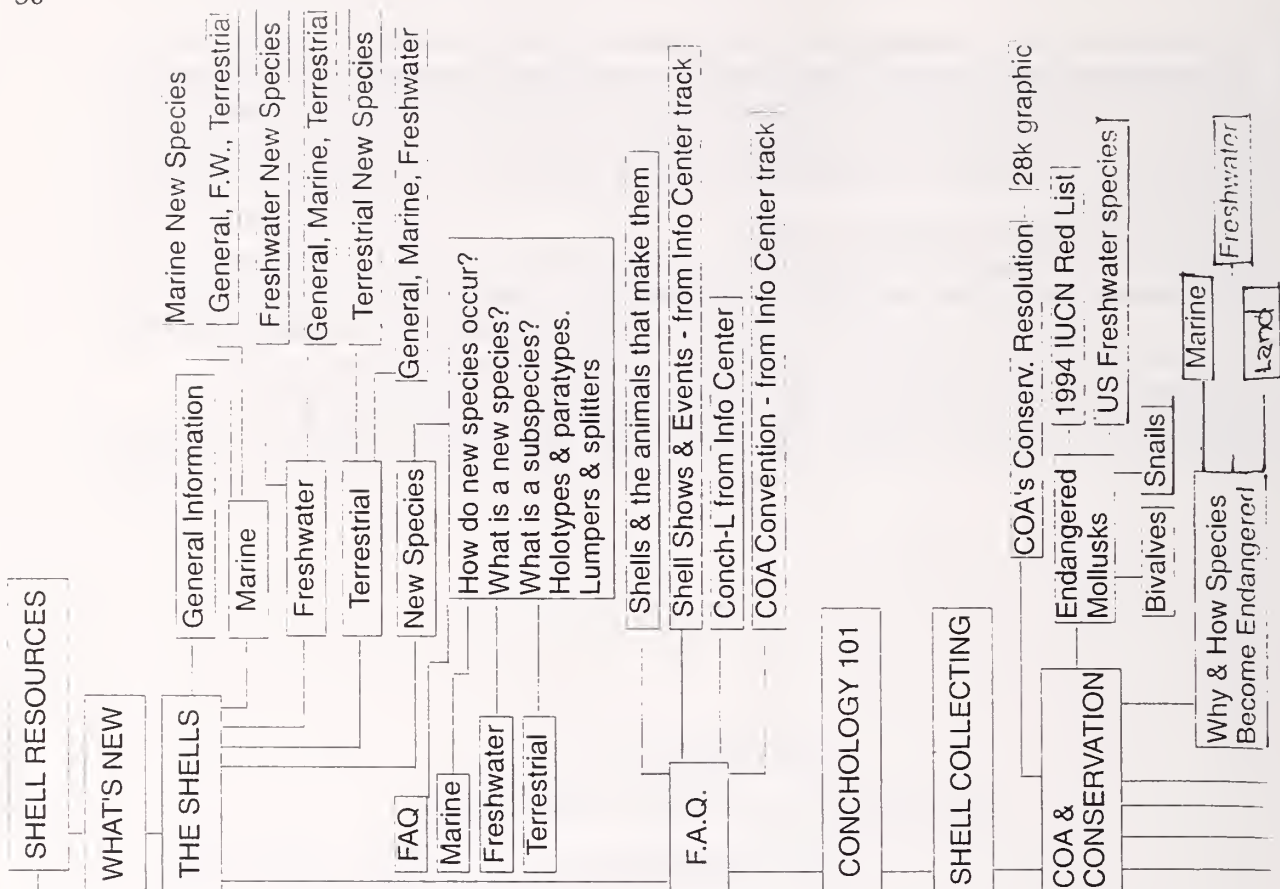 SHELL RESOURCES
WHAT'S NEW
THE SHELLS
General Information
Marine
Marine New Species
General, F.W., Terrestrial
Freshwater
Freshwater New Species
General, Marine, Terrestrial
Terrestrial
Terrestrial New Species
General, Marine, Freshwater
New Species
FAQ
How do new species occur?
What is a new species?
What is a subspecies?
Holotypes & paratypes.
Lumpers & splitters
Marine
Freshwater
Terrestrial
F.A.Q.
Shells & the animals that make them
Shell Shows & Events - from Info Center track
Conch-L from Info Center
COA Convention - from Info Center track
CONCHOLOGY 101
SHELL COLLECTING
COA &
CONSERVATION
COA's Conserv. Resolution
28k graphic
Endangered
Mollusks
1994 IUCN Red List
US Freshwater species
Bivalves
Snails
Why & How Species
Become Endangered
Marine
Freshwater
Land